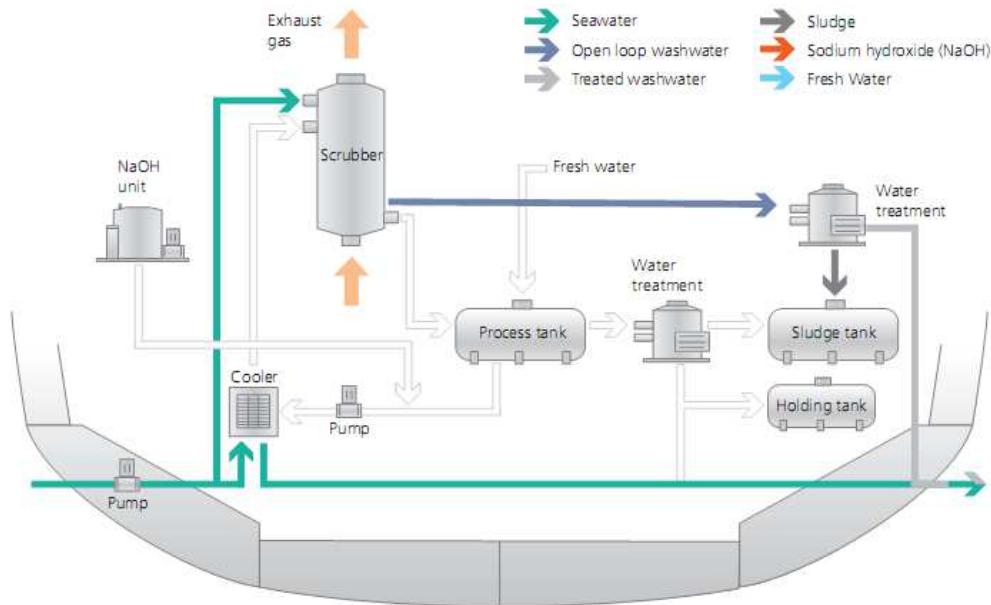 Exhaust
gas
Seawater
Open loop washwater
Treated washwater
Sludge
Sodium hydroxide (NaOH)
Fresh Water
Scrubber
NaOH
unit
Fresh water
Water
treatment
Water
treatment
Process tank
Sludge tank
Cooler
Holding tank
Pump
Pump